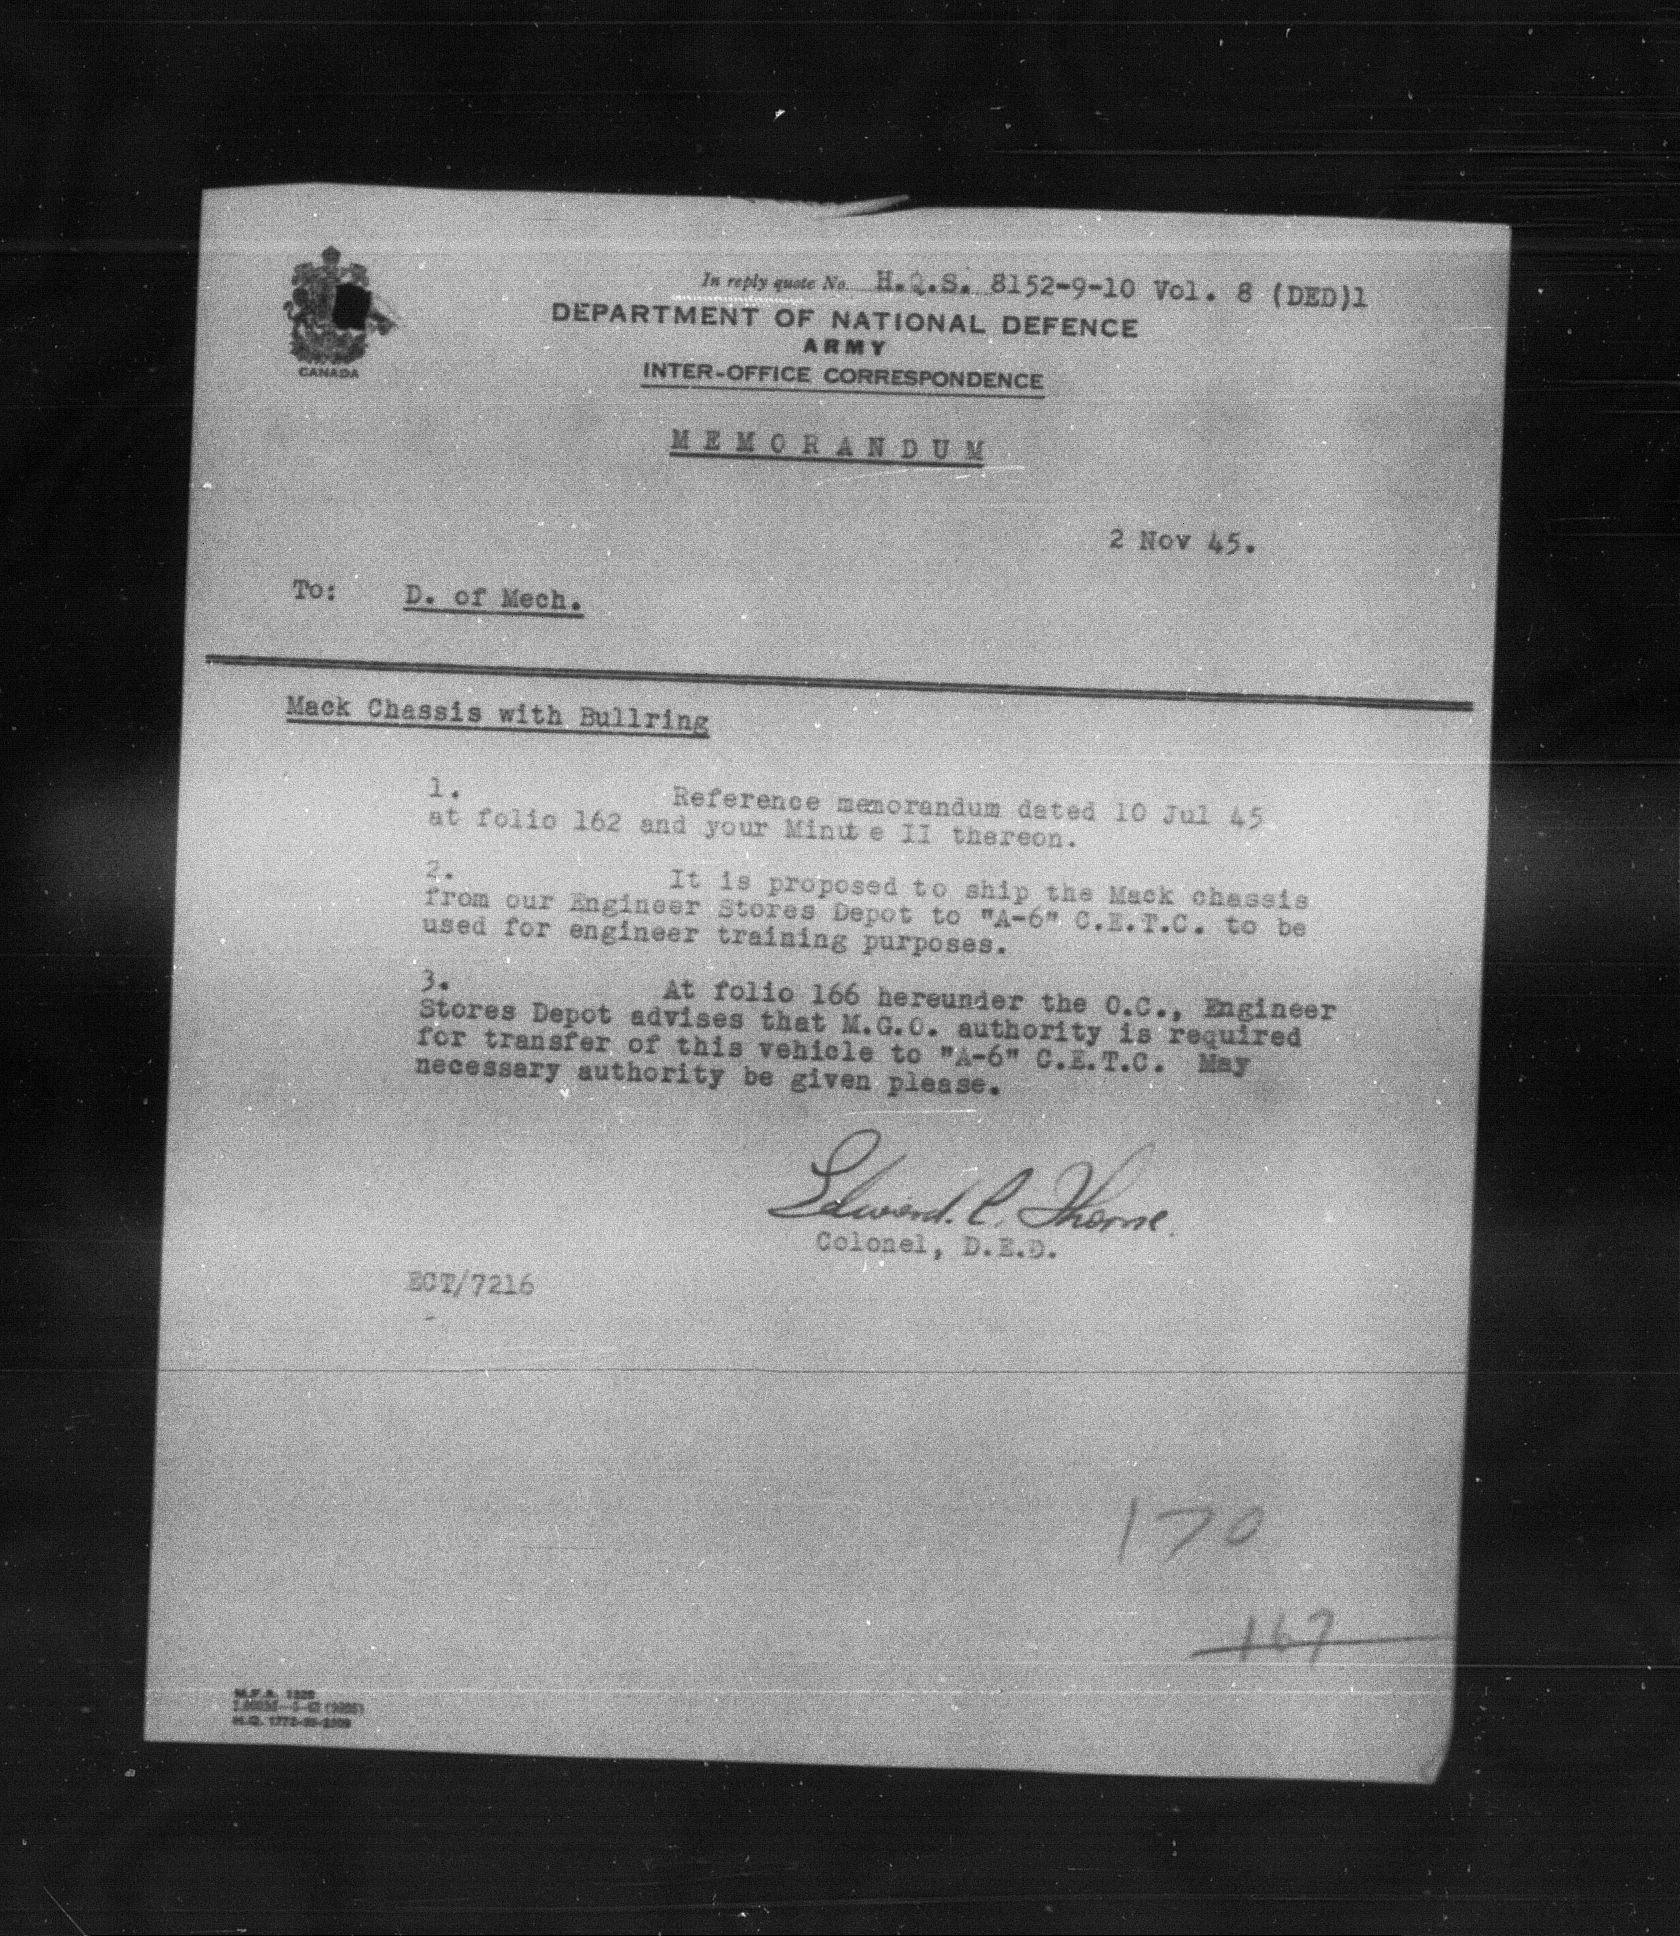 In reply quote No. H.Q.S. 8152-9-10 Vol. 8 (DED)1
DEPARTMENT OF NATIONAL DEFENCE
ARMY
INTER-OFFICE CORRESPONDENCE
CANADA
M E M O R A N D U M
2 Nov 45.
To: D. of Mech.
Mack Chassis with Bullring
1. Reference memorandum dated 10 Jul 45
at folio 162 and your Minute II thereon.
2. It is proposed to ship the Mack chassis
from our Engineer Stores Depot to "A-6" C.E.T.C. to be
used for engineer training purposes.
3. At folio 166 hereunder the O.C., Engineer
Stores Depot advises that M.G.O. authority is required
for transfer of this vehicle to "A-6" C.E.T.C. May
necessary authority be given please.
Edward C. Thorne.
Colonel, D.E.D.
ECT/7216
170
167